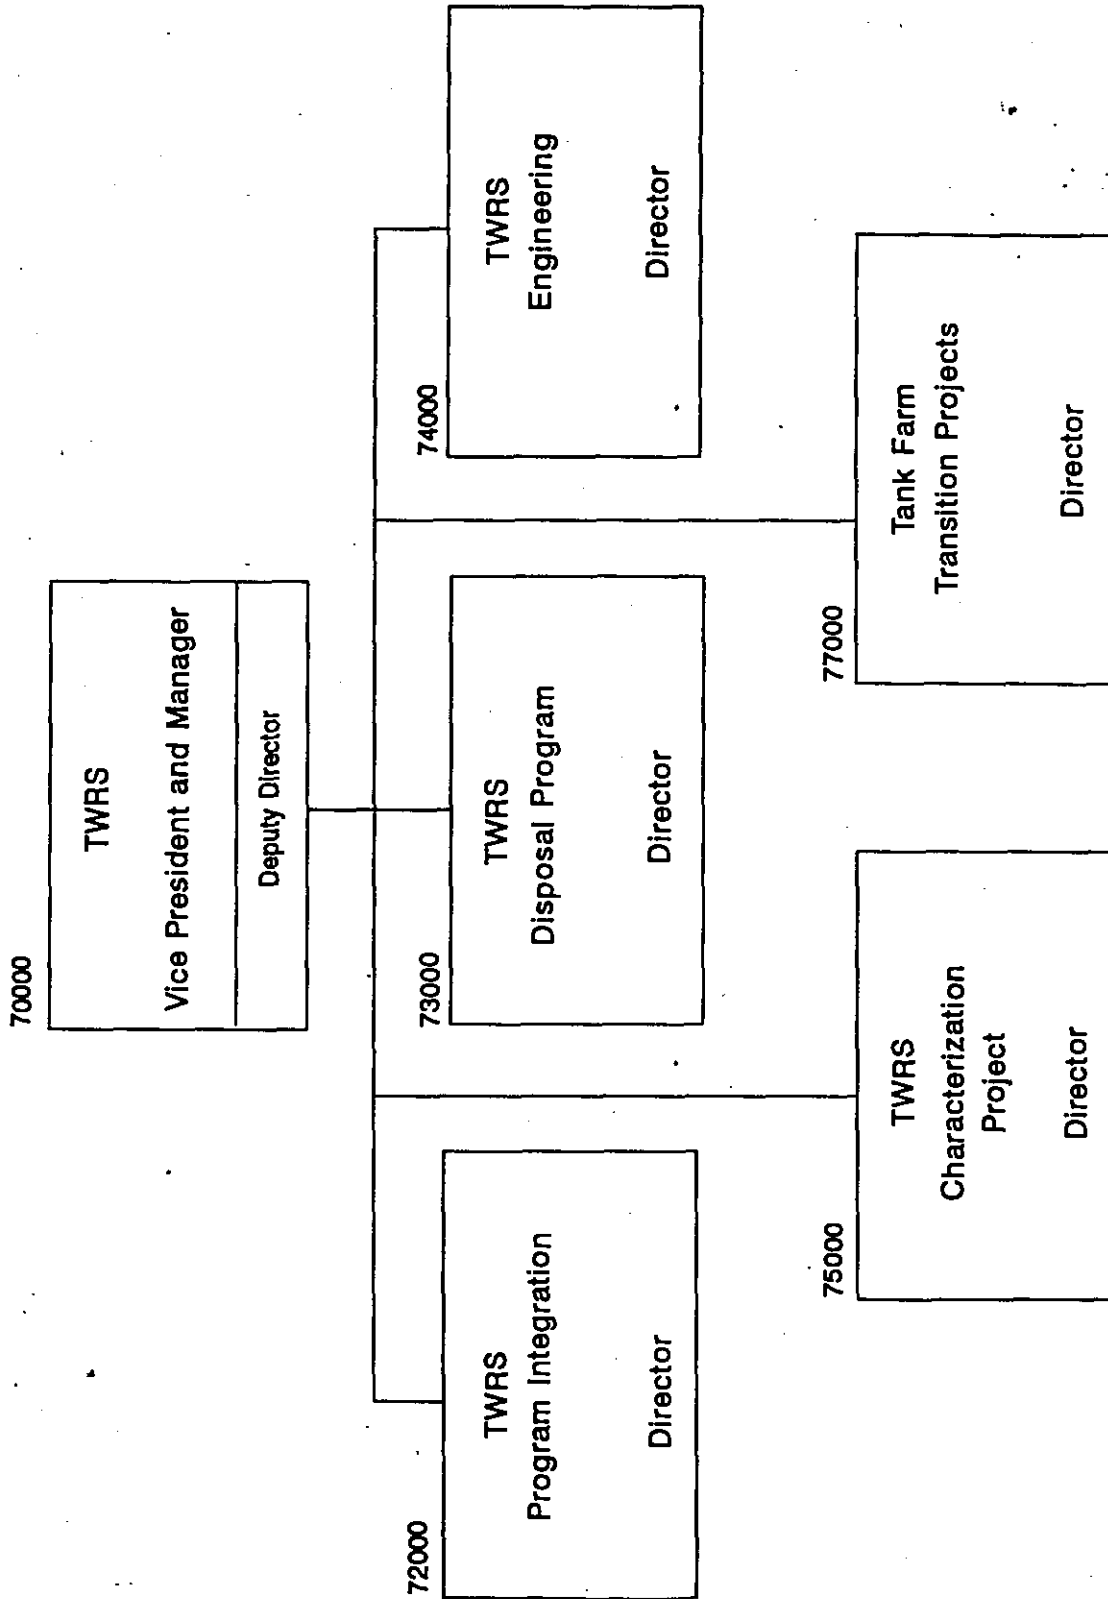 70000
TWRS
Vice President and Manager
Deputy Director
72000
TWRS
Program Integration
Director
73000
TWRS
Disposal Program
Director
74000
TWRS
Engineering
Director
75000
TWRS
Characterization
Project
Director
77000
Tank Farm
Transition Projects
Director